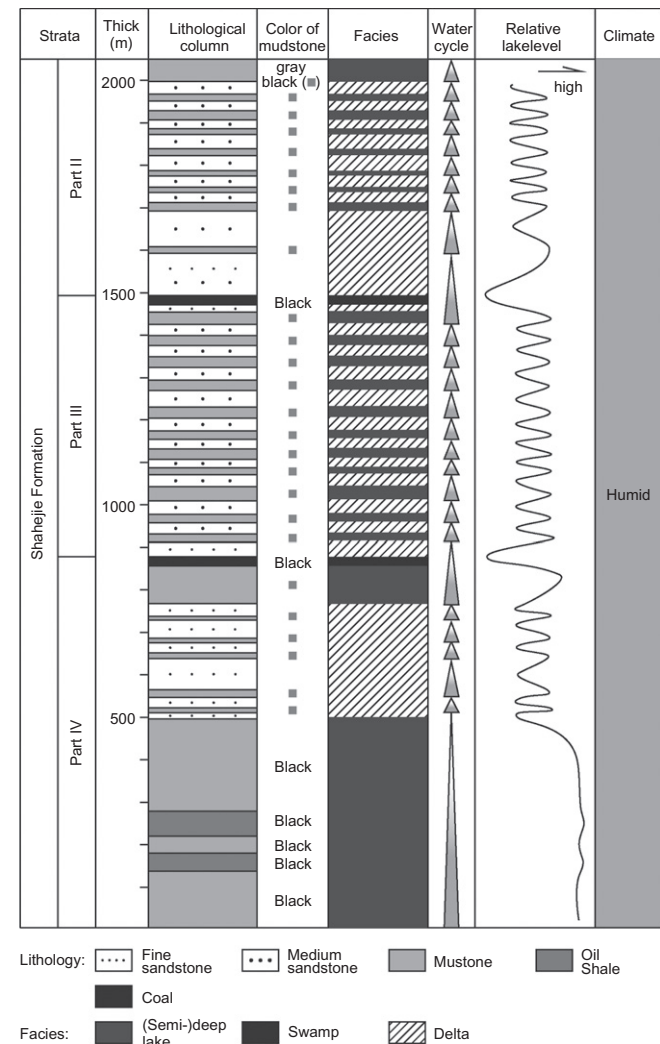 Strata
Thick
(m)
Lithological
column
Color of
mudstone
Facies
Water
cycle
Relative
lakelevel
Climate
gray
black (■)
high
2000
Part II
1500
Black
Part III
Shahejie Formation
1000
Humid
Black
Part IV
500
Black
Black
Black
Black
Black
Lithology:
Fine
sandstone
Medium
sandstone
Mustone
Oil
Shale
Coal
Facies:
(Semi-)deep
lake
Swamp
Delta